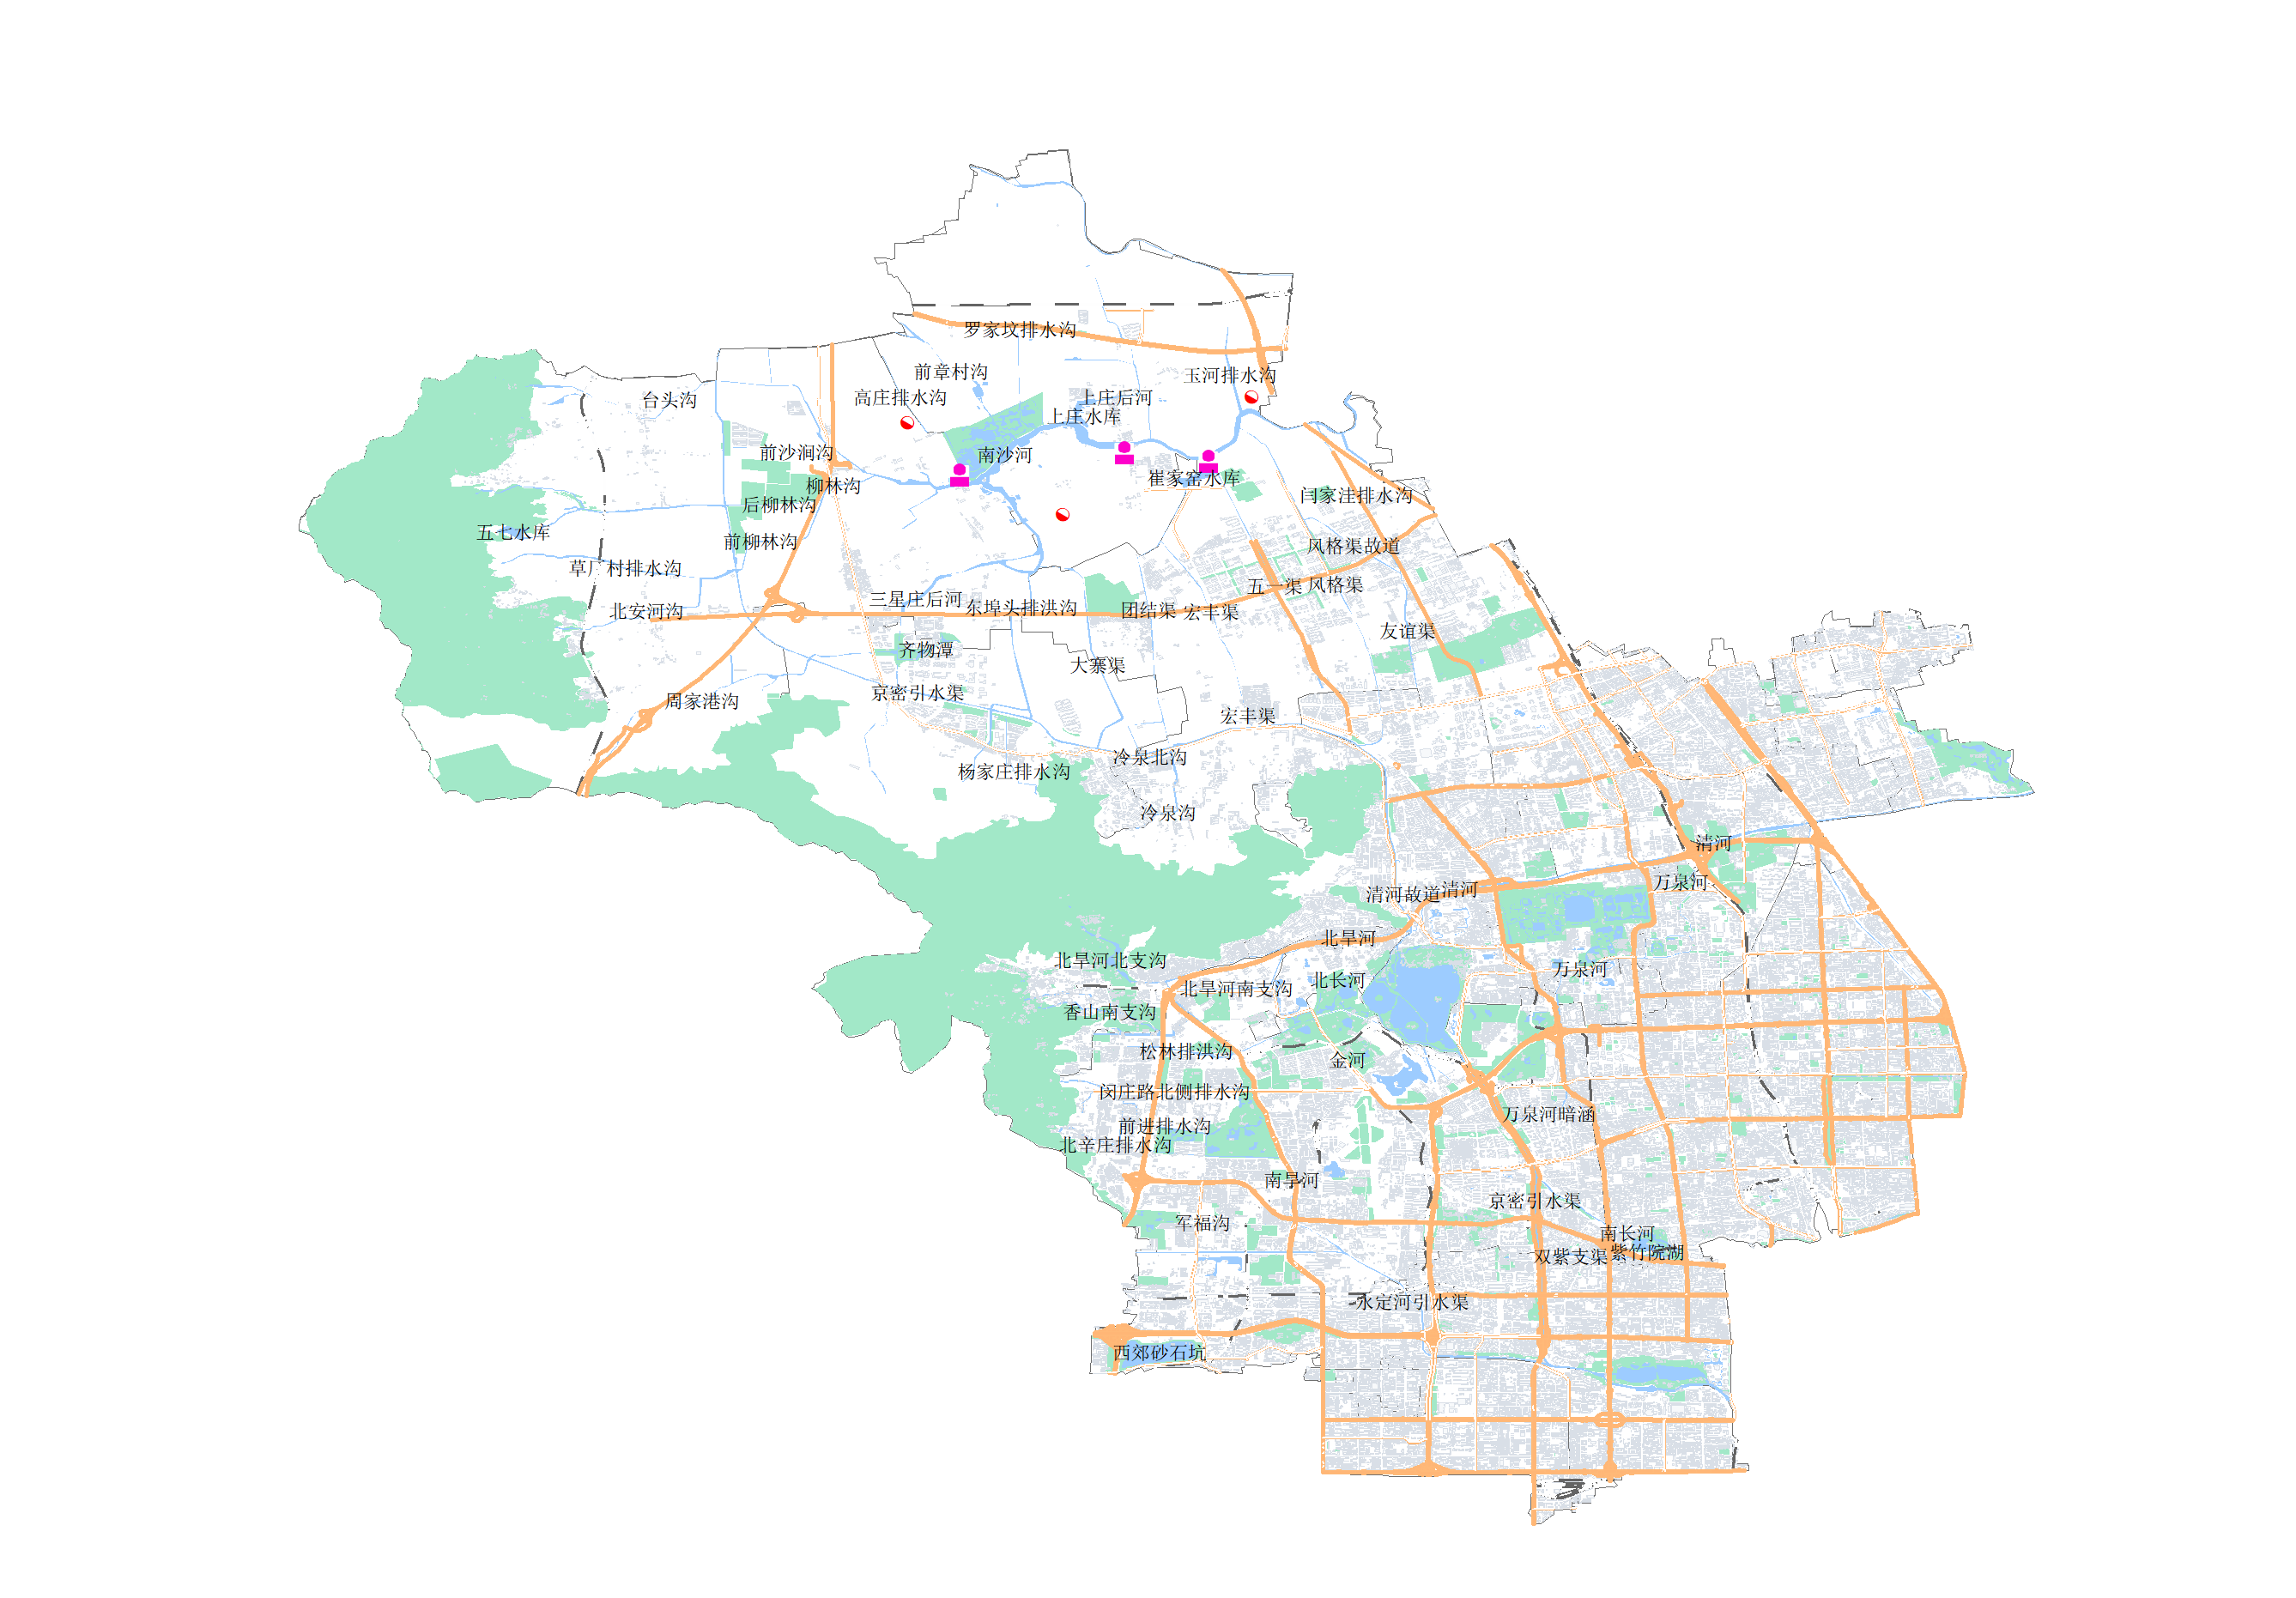 罗家坟排水沟
前章村沟
玉河排水沟
高庄排水沟
上庄后河
台头沟
上庄水库
前沙涧沟
南沙河
崔家窑水库
柳林沟
闫家洼排水沟
后柳林沟
五七水库
前柳林沟
风格渠故道
草厂村排水沟
五一渠
风格渠
三星庄后河
东埠头排洪沟
北安河沟
团结渠
宏丰渠
友谊渠
齐物潭
大寨渠
京密引水渠
周家港沟
宏丰渠
冷泉北沟
杨家庄排水沟
冷泉沟
清河
万泉河
清河故道
清河
北旱河
北旱河北支沟
万泉河
北长河
北旱河南支沟
香山南支沟
松林排洪沟
金河
闵庄路北侧排水沟
万泉河暗涵
前进排水沟
北辛庄排水沟
南旱河
京密引水渠
军福沟
南长河
紫竹院湖
双紫支渠
永定河引水渠
西郊砂石坑